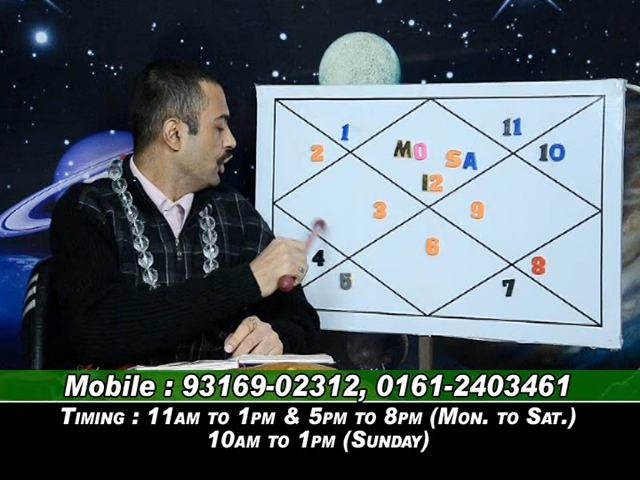 1
11
2
MO
SA
10
12
3
9
6
4
8
5
7
Mobile : 93169-02312, 0161-2403461
TIMING : 11AM TO 1PM & 5PM TO 8PM (MON. TO SAT.)
10AM TO 1PM (SUNDAY)